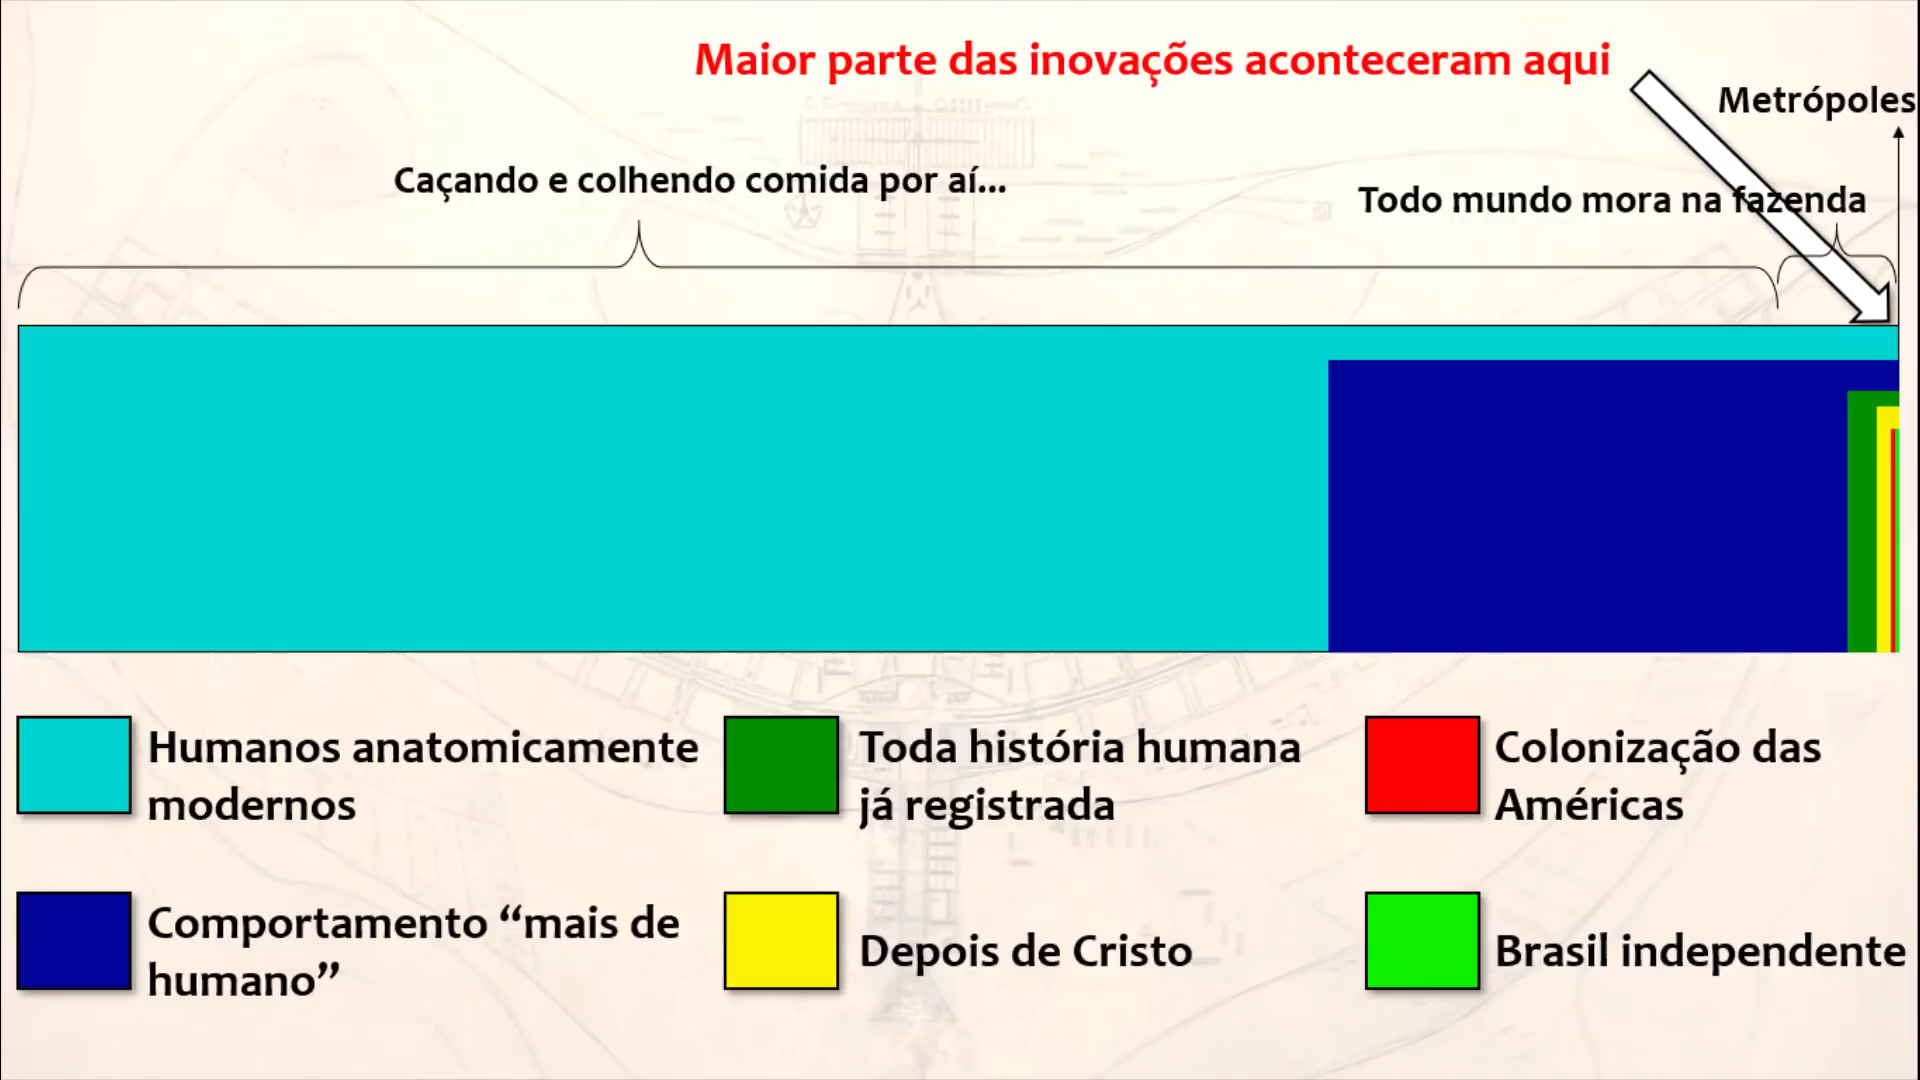 Maior parte das inovações aconteceram aqui
Metrópoles
Caçando e colhendo comida por aí...
Todo mundo mora na fazenda
Humanos anatomicamente
modernos
Toda história humana
já registrada
Colonização das
Américas
Comportamento “mais de
humano”
Depois de Cristo
Brasil independente